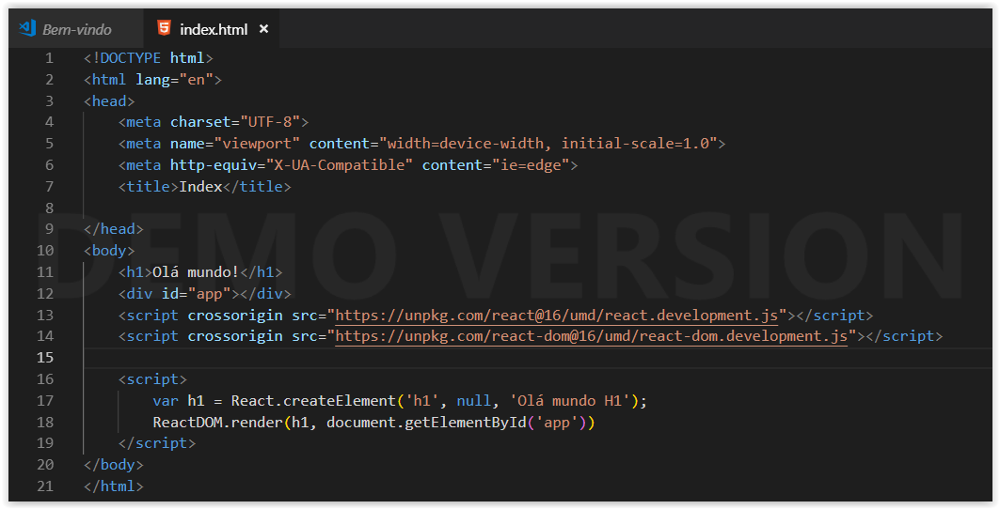 Bem-vindo index.html ×
1 <!DOCTYPE html>
2 <html lang="en">
3 <head>
4 <meta charset="UTF-8">
5 <meta name="viewport" content="width=device-width, initial-scale=1.0">
6 <meta http-equiv="X-UA-Compatible" content="ie=edge">
7 <title>Index</title>
8
9 </head>
10 <body>
11 <h1>Olá mundo!</h1>
12 <div id="app"></div>
13 <script crossorigin src="https://unpkg.com/react@16/umd/react.development.js"></script>
14 <script crossorigin src="https://unpkg.com/react-dom@16/umd/react-dom.development.js"></script>
15
16 <script>
17 var h1 = React.createElement('h1', null, 'Olá mundo H1');
18 ReactDOM.render(h1, document.getElementById('app'))
19 </script>
20 </body>
21 </html>
DEMO VERSION